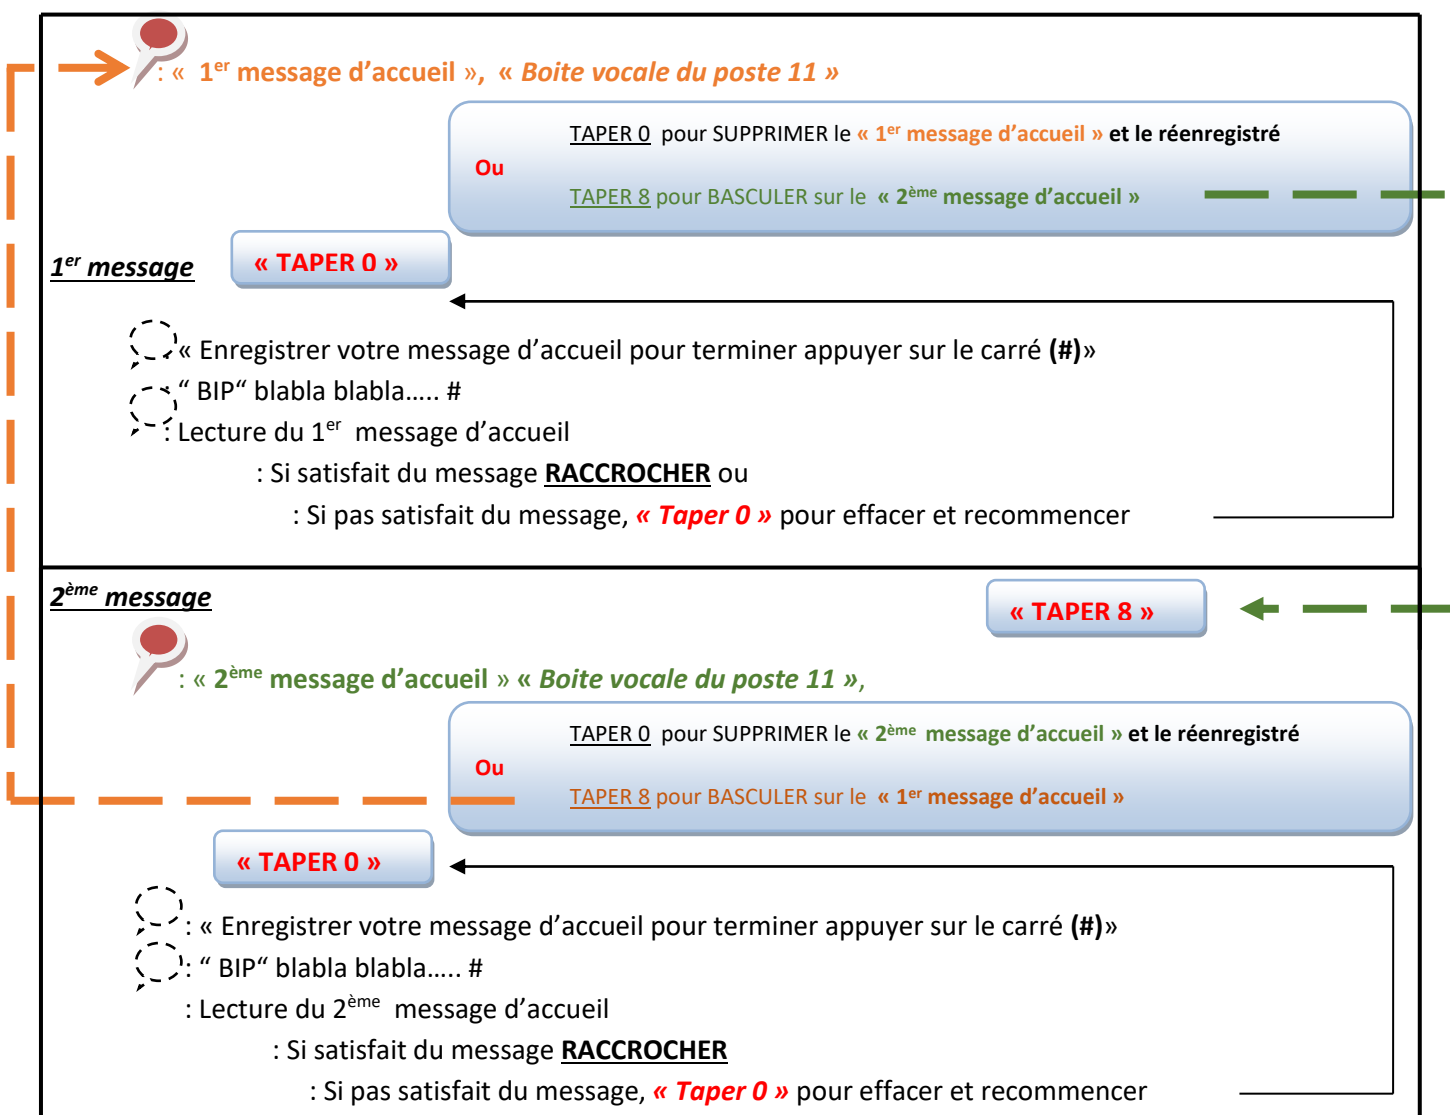 : « 1er message d’accueil », « Boite vocale du poste 11 »
TAPER 0 pour SUPPRIMER le « 1er message d’accueil » et le réenregistré
Ou
TAPER 8 pour BASCULER sur le « 2ème message d’accueil »
1er message
« TAPER 0 »
« Enregistrer votre message d’accueil pour terminer appuyer sur le carré (#)»
: “ BIP“ blabla blabla….. #
: Lecture du 1er message d’accueil
: Si satisfait du message RACCROCHER ou
: Si pas satisfait du message, « Taper 0 » pour effacer et recommencer
2ème message
« TAPER 8 »
: « 2ème message d’accueil » « Boite vocale du poste 11 »,
TAPER 0 pour SUPPRIMER le « 2ème message d’accueil » et le réenregistré
Ou
TAPER 8 pour BASCULER sur le « 1er message d’accueil »
« TAPER 0 »
: « Enregistrer votre message d’accueil pour terminer appuyer sur le carré (#)»
: “ BIP“ blabla blabla….. #
: Lecture du 2ème message d’accueil
: Si satisfait du message RACCROCHER
: Si pas satisfait du message, « Taper 0 » pour effacer et recommencer